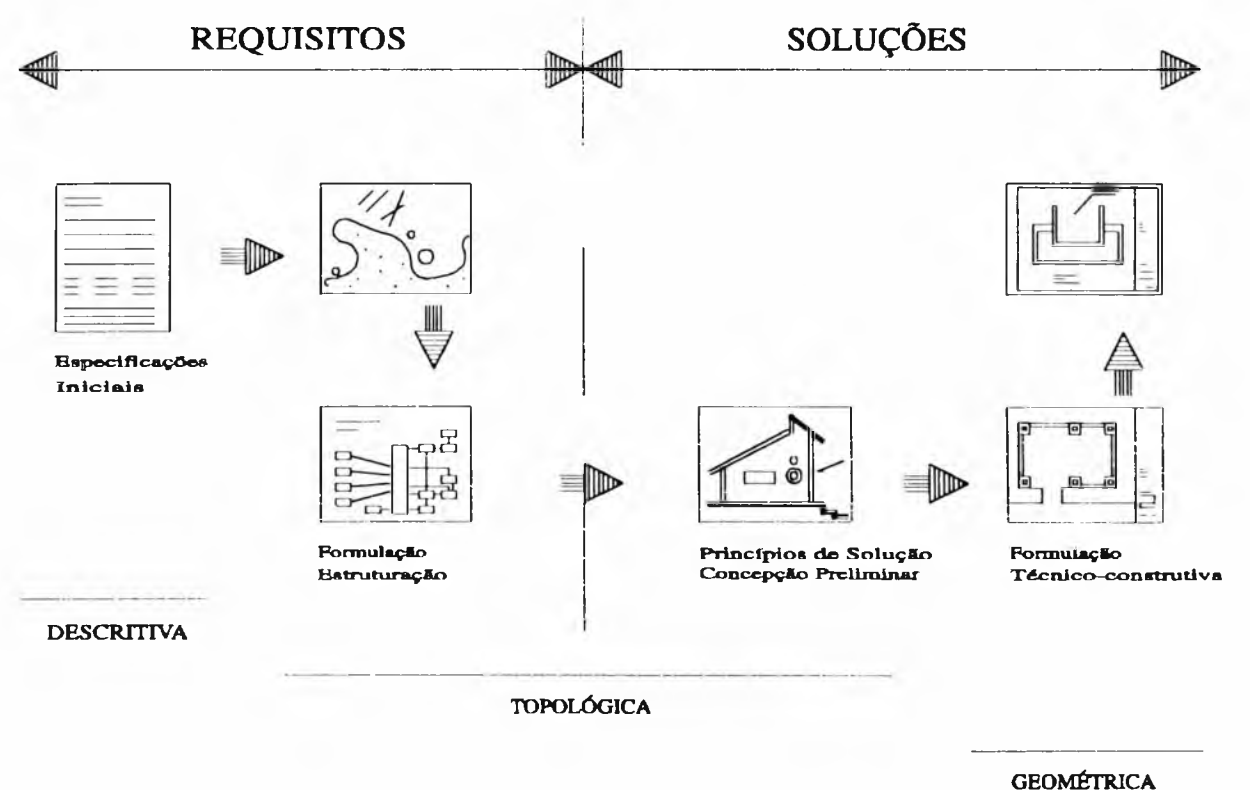 REQUISITOS
SOLUÇÕES
Especificações
Iniciais
Formulação
Estruturação
Princípios de Solução
Concepção Preliminar
Formulação
Técnico-construtiva
DESCRITIVA
TOPOLÓGICA
GEOMÉTRICA